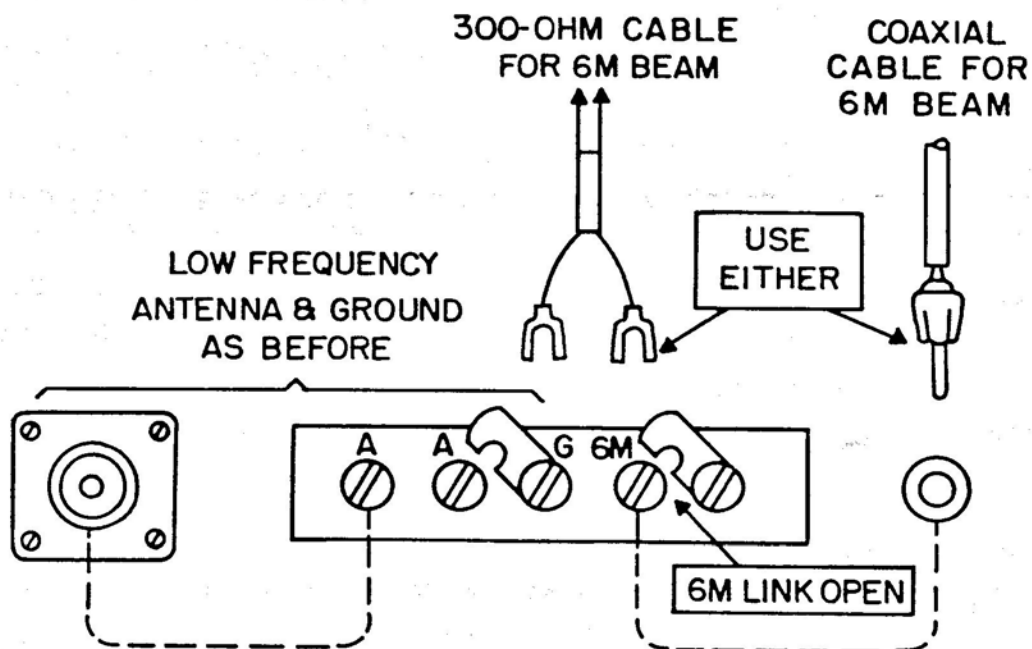 300-OHM CABLE
FOR 6M BEAM
COAXIAL
CABLE FOR
6M BEAM
USE
EITHER
LOW FREQUENCY
ANTENNA & GROUND
AS BEFORE
A A G 6M
6M LINK OPEN